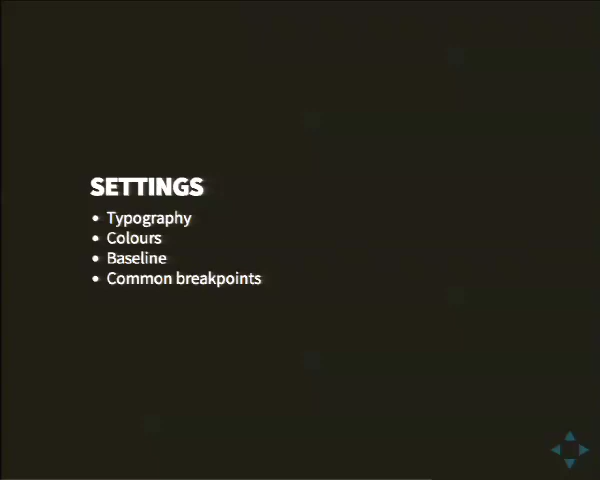 SETTINGS
• Typography
• Colours
• Baseline
• Common breakpoints